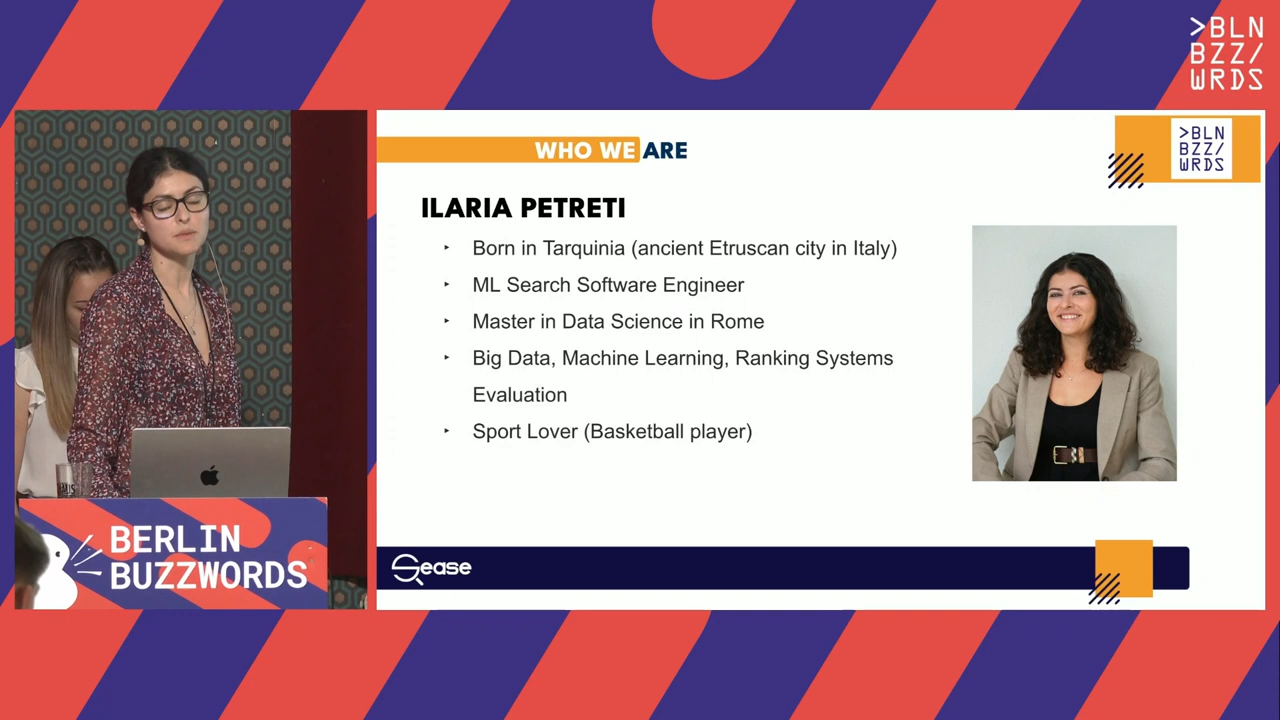 >BLN
BZZ/
WRDS
WHO WE ARE
>BLN
BZZ/
WRDS
ILARIA PETRETI
‣ Born in Tarquinia (ancient Etruscan city in Italy)
‣ ML Search Software Engineer
‣ Master in Data Science in Rome
‣ Big Data, Machine Learning, Ranking Systems
Evaluation
‣ Sport Lover (Basketball player)
BERLIN
BUZZWORDS
Sease